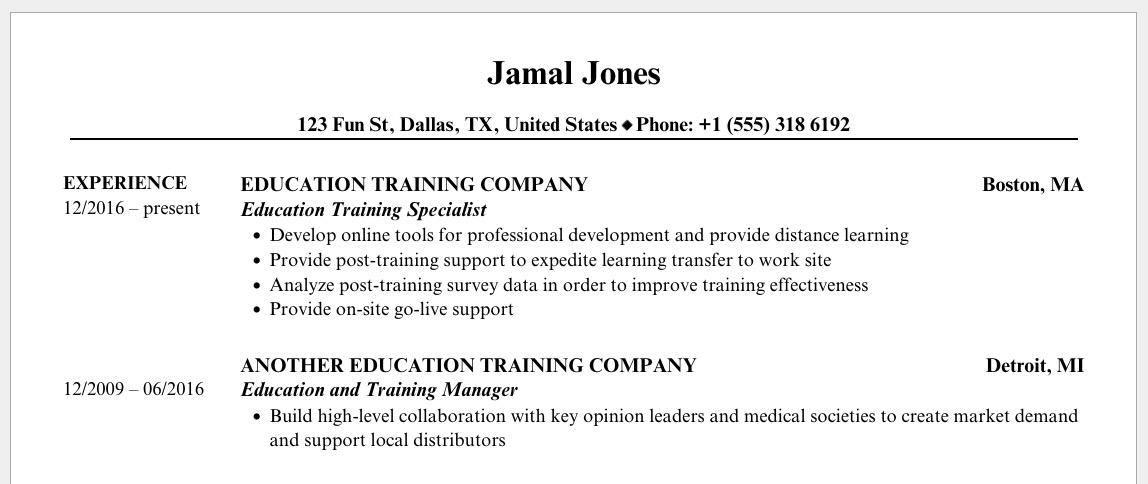 Jamal Jones
123 Fun St, Dallas, TX, United States ◆ Phone: +1 (555) 318 6192
EXPERIENCE
12/2016 – present
EDUCATION TRAINING COMPANY
Boston, MA
Education Training Specialist
• Develop online tools for professional development and provide distance learning
• Provide post-training support to expedite learning transfer to work site
• Analyze post-training survey data in order to improve training effectiveness
• Provide on-site go-live support
ANOTHER EDUCATION TRAINING COMPANY
Detroit, MI
12/2009 – 06/2016
Education and Training Manager
• Build high-level collaboration with key opinion leaders and medical societies to create market demand
and support local distributors